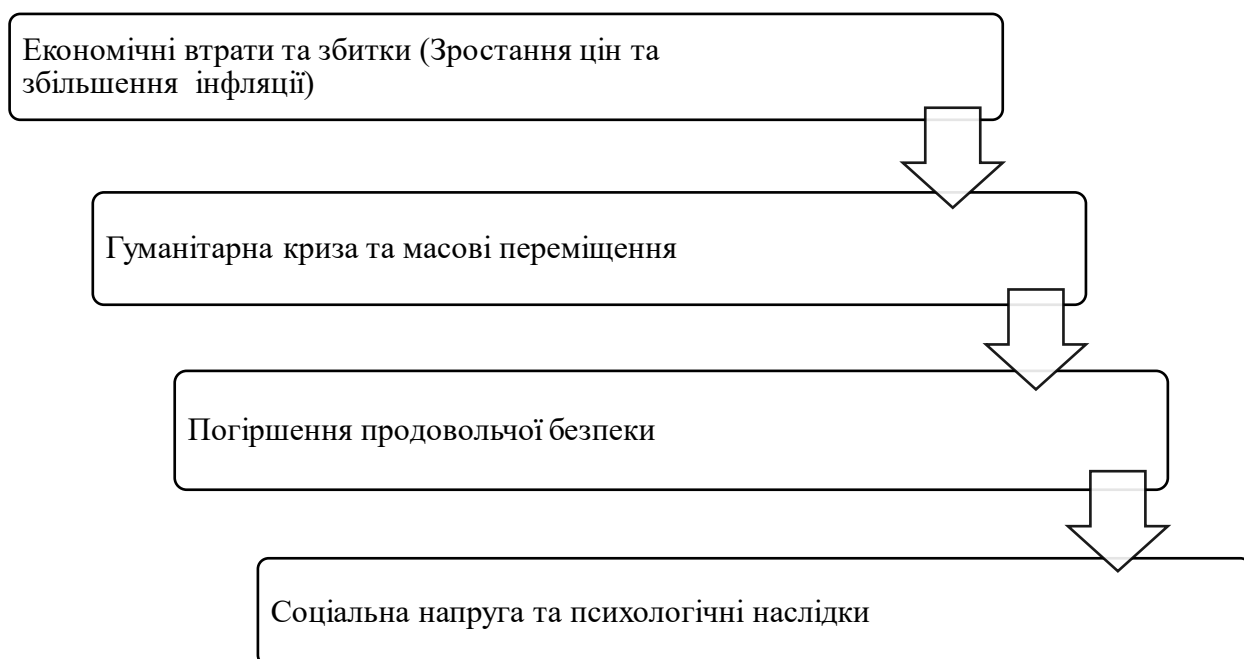 Економічні втрати та збитки (Зростання цін та
збільшення інфляції)
Гуманітарна криза та масові переміщення
Погіршення продовольчої безпеки
Соціальна напруга та психологічні наслідки